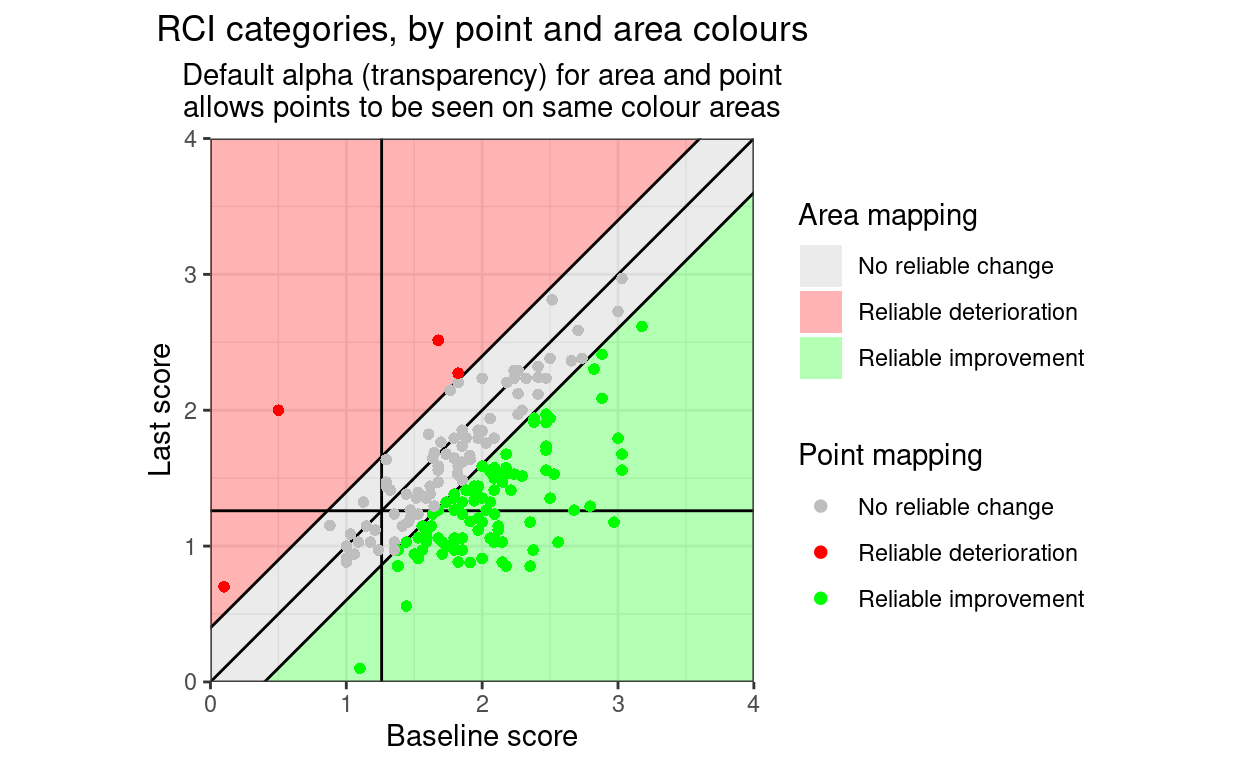 RCI categories, by point and area colours
Default alpha (transparency) for area and point
allows points to be seen on same colour areas
4
3
2
1
0
0 1 2 3 4
Last score
Baseline score
Area mapping
No reliable change
Reliable deterioration
Reliable improvement
Point mapping
No reliable change
Reliable deterioration
Reliable improvement